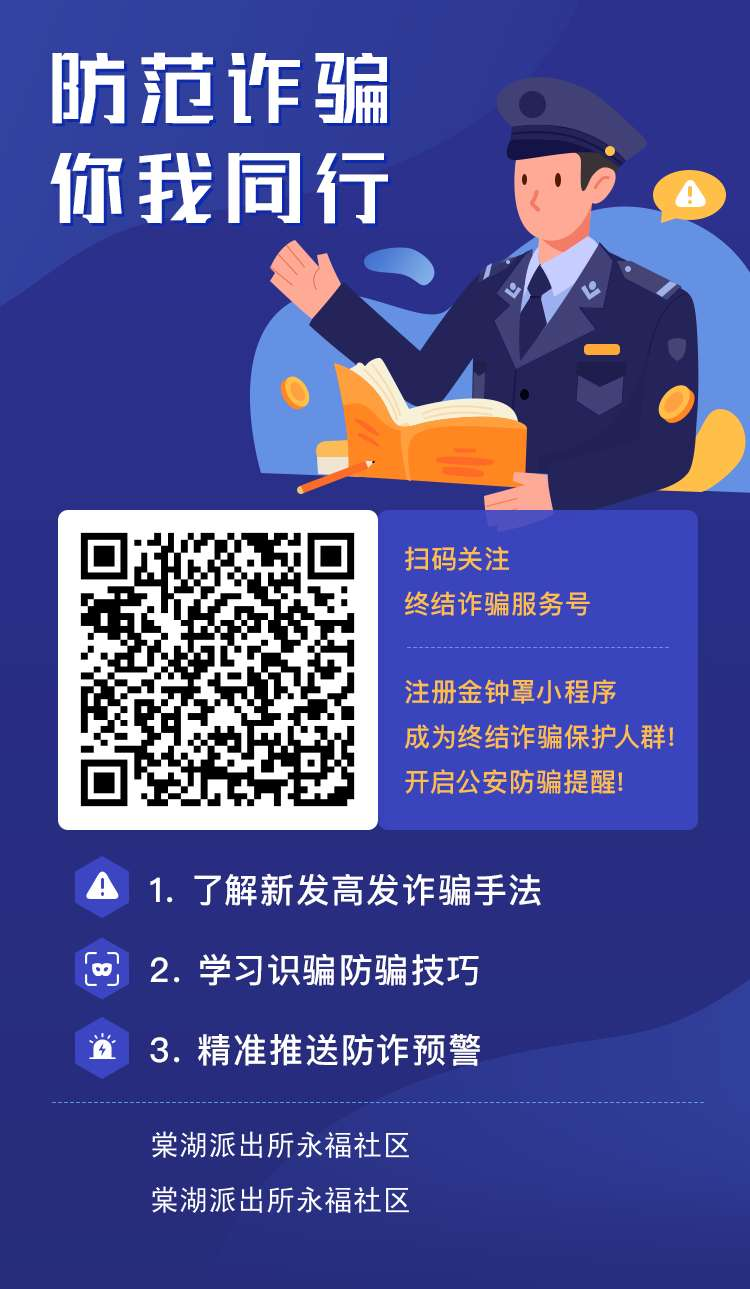 防范诈骗
你我同行
扫码关注
终结诈骗服务号
注册金钟罩小程序
成为终结诈骗保护人群!
开启公安防骗提醒!
1. 了解新发高发诈骗手法
2. 学习识骗防骗技巧
3. 精准推送防诈预警
棠湖派出所永福社区
棠湖派出所永福社区